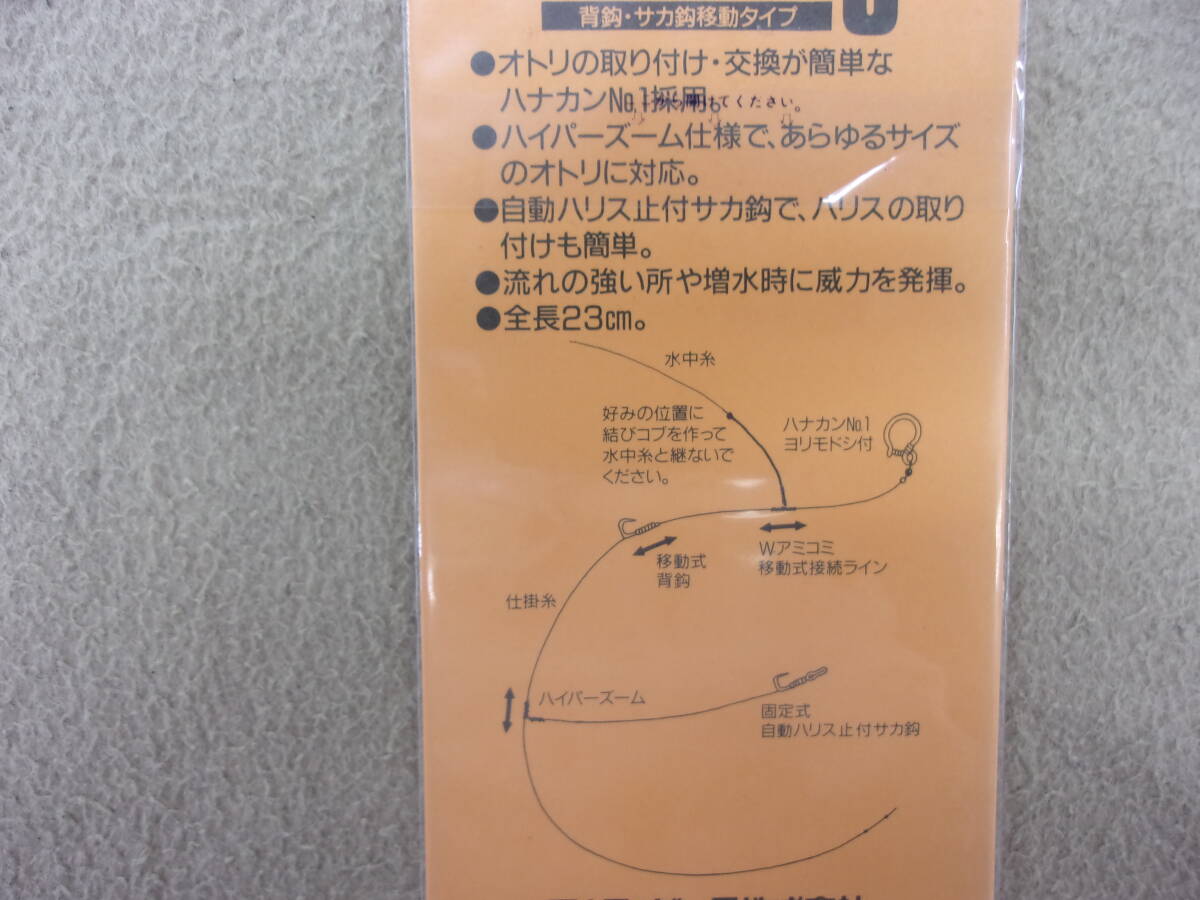 背鈎・サカ鈎移動タイプ
●オトリの取り付け・交換が簡単な
ハナカン№1採用。
ら開けてください。
●ハイパーズーム仕様で、あらゆるサイズ
のオトリに対応。
●自動ハリス止付サカ鈎で、ハリスの取り
付けも簡単。
●流れの強い所や増水時に威力を発揮。
●全長23㎝。
水中糸
好みの位置に
結びコブを作って
水中糸と継ないで
ください。
ハナカン№1
ヨリモドシ付
移動式
背鈎
Wアミコミ
移動式接続ライン
仕掛糸
ハイパーズーム
固定式
自動ハリス止付サカ鈎